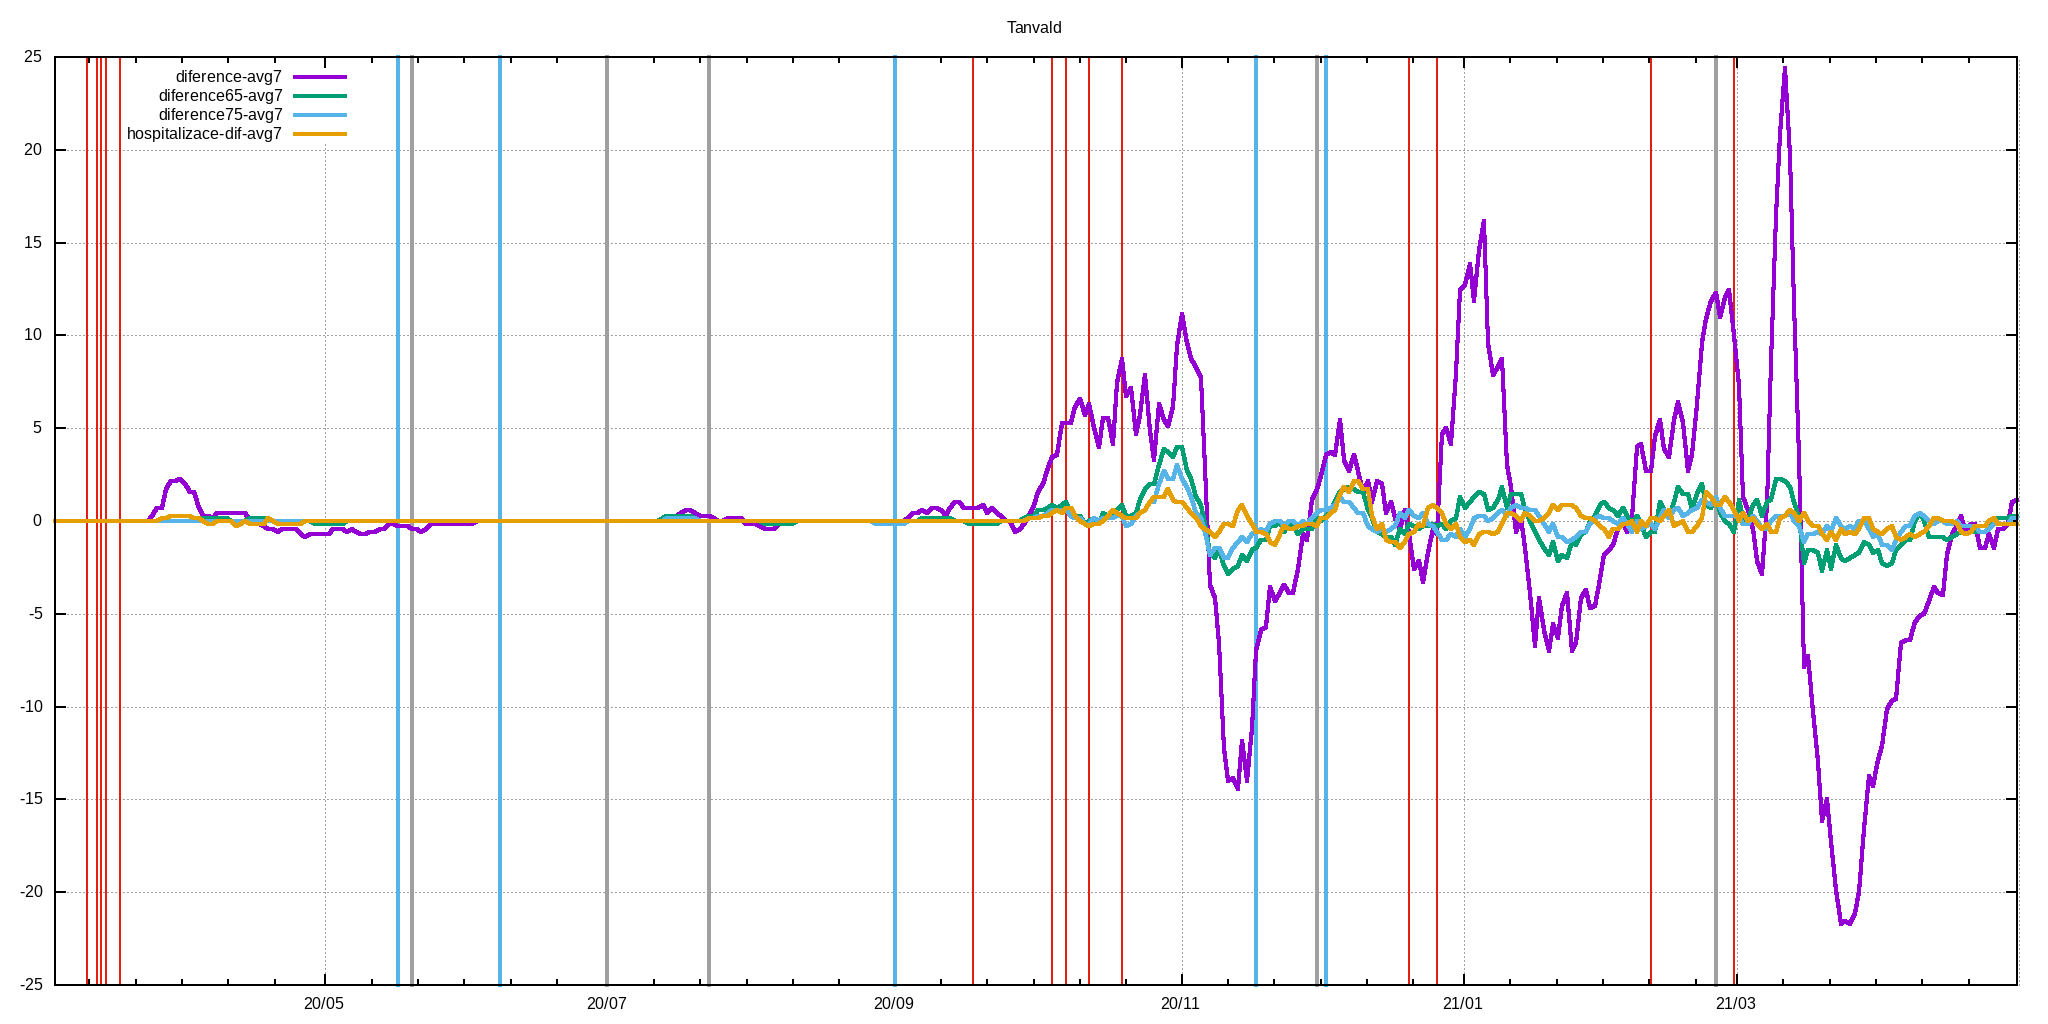 Tanvald
diference-avg7
diference65-avg7
diference75-avg7
hospitalizace-dif-avg7
25
20
15
10
5
0
-5
-10
-15
-20
-25
20/05 20/07 20/09 20/11 21/01 21/03